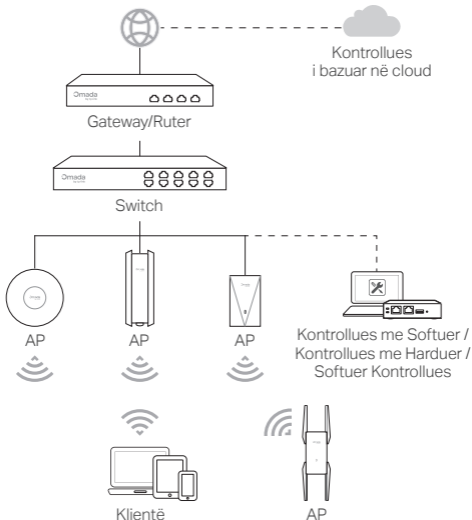 Kontrollues
i bazuar në cloud
Omada
Gateway/Ruter
Omada
Switch
AP
AP
AP
Kontrollues me Softuer /
Kontrollues me Harduer /
Softuer Kontrollues
Klientë
AP